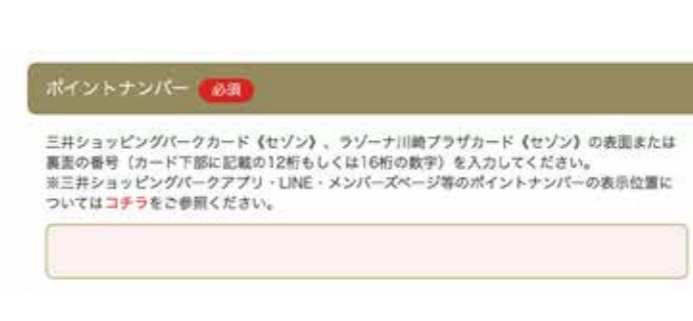 ポイントナンバー 必須
三井ショッピングパークカード《セゾン》、ラゾーナ川崎プラザカード《セゾン》の表面または
裏面の番号（カード下部に記載の12桁もしくは16桁の数字）を入力してください。
※三井ショッピングパークアプリ・LINE・メンバーズページ等のポイントナンバーの表示位置に
ついてはコチラをご参照ください。